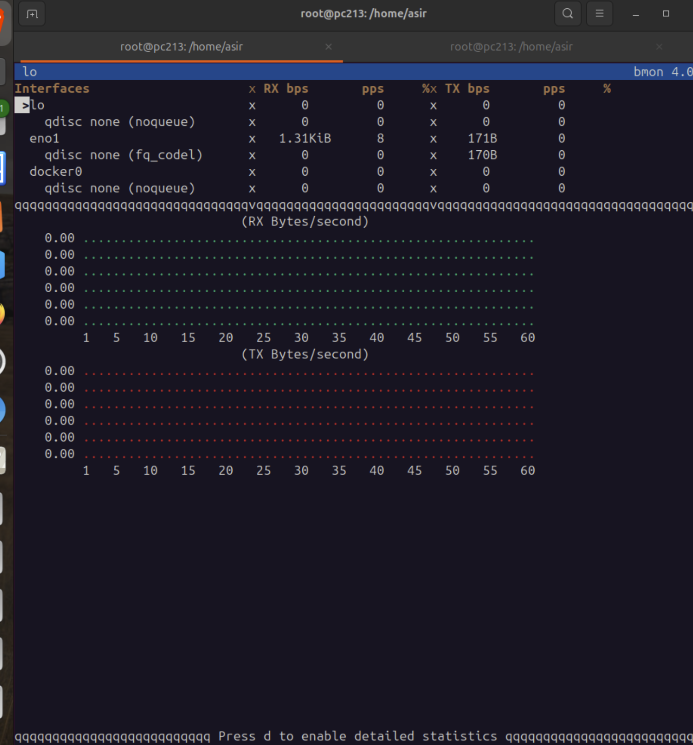 root@pc213: /home/asir
root@pc213: /home/asir × root@pc213: /home/asir ×
lo bmon 4.0
Interfaces x RX bps pps %x TX bps pps %
>lo x 0 0 x 0 0
qdisc none (noqueue) x 0 0 x 0 0
eno1 x 1.31KiB 8 x 171B 0
qdisc none (fq_codel) x 0 0 x 170B 0
docker0 x 0 0 x 0 0
qdisc none (noqueue) x 0 0 x 0 0
(RX Bytes/second)
0.00 ............................................................
0.00 ............................................................
0.00 ............................................................
0.00 ............................................................
0.00 ............................................................
0.00 ............................................................
1 5 10 15 20 25 30 35 40 45 50 55 60
(TX Bytes/second)
0.00 ............................................................
0.00 ............................................................
0.00 ............................................................
0.00 ............................................................
0.00 ............................................................
0.00 ............................................................
1 5 10 15 20 25 30 35 40 45 50 55 60
qqqqqqqqqqqqqqqqqqqqqqqqqq Press d to enable detailed statistics qqqqqqqqqqqqqqqqqqqqqqqqq